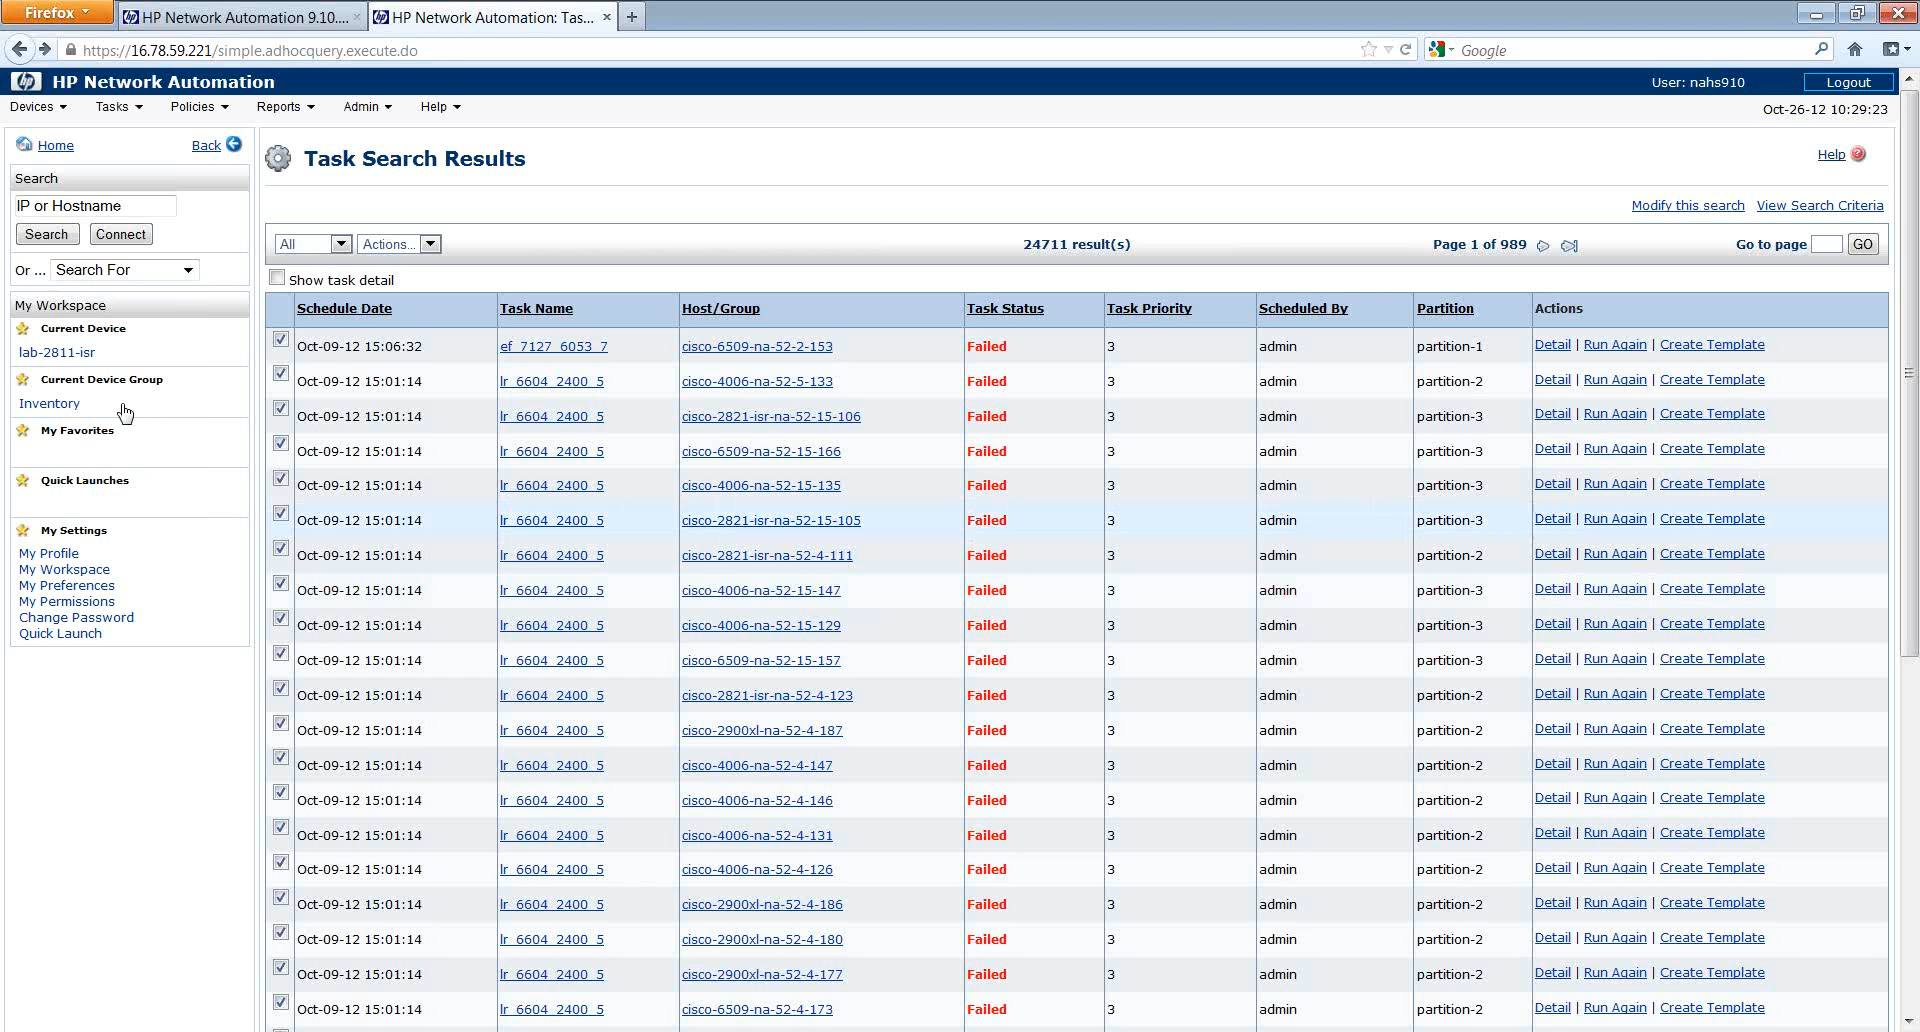 Firefox
HP Network Automation 9.10....
HP Network Automation: Tas...
https://16.78.59.221/simple.adhocquery.execute.do
Google
hp HP Network Automation
User: nahs910
Logout
Devices Tasks Policies Reports Admin Help
Oct-26-12 10:29:23
Home Back
Search
IP or Hostname
Search Connect
Or ... Search For
My Workspace
Current Device
lab-2811-isr
Current Device Group
Inventory
My Favorites
Quick Launches
My Settings
My Profile
My Workspace
My Preferences
My Permissions
Change Password
Quick Launch
Task Search Results
Help
Modify this search View Search Criteria
All Actions... 24711 result(s) Page 1 of 989 Go to page GO
Show task detail
Schedule Date Task Name Host/Group Task Status Task Priority Scheduled By Partition Actions
Oct-09-12 15:06:32 ef_7127_6053_7 cisco-6509-na-52-2-153 Failed 3 admin partition-1 Detail | Run Again | Create Template
Oct-09-12 15:01:14 lr_6604_2400_5 cisco-4006-na-52-5-133 Failed 3 admin partition-2 Detail | Run Again | Create Template
Oct-09-12 15:01:14 lr_6604_2400_5 cisco-2821-isr-na-52-15-106 Failed 3 admin partition-3 Detail | Run Again | Create Template
Oct-09-12 15:01:14 lr_6604_2400_5 cisco-6509-na-52-15-166 Failed 3 admin partition-3 Detail | Run Again | Create Template
Oct-09-12 15:01:14 lr_6604_2400_5 cisco-4006-na-52-15-135 Failed 3 admin partition-3 Detail | Run Again | Create Template
Oct-09-12 15:01:14 lr_6604_2400_5 cisco-2821-isr-na-52-15-105 Failed 3 admin partition-3 Detail | Run Again | Create Template
Oct-09-12 15:01:14 lr_6604_2400_5 cisco-2821-isr-na-52-4-111 Failed 3 admin partition-2 Detail | Run Again | Create Template
Oct-09-12 15:01:14 lr_6604_2400_5 cisco-4006-na-52-15-147 Failed 3 admin partition-3 Detail | Run Again | Create Template
Oct-09-12 15:01:14 lr_6604_2400_5 cisco-4006-na-52-15-129 Failed 3 admin partition-3 Detail | Run Again | Create Template
Oct-09-12 15:01:14 lr_6604_2400_5 cisco-6509-na-52-15-157 Failed 3 admin partition-3 Detail | Run Again | Create Template
Oct-09-12 15:01:14 lr_6604_2400_5 cisco-2821-isr-na-52-4-123 Failed 3 admin partition-2 Detail | Run Again | Create Template
Oct-09-12 15:01:14 lr_6604_2400_5 cisco-2900xl-na-52-4-187 Failed 3 admin partition-2 Detail | Run Again | Create Template
Oct-09-12 15:01:14 lr_6604_2400_5 cisco-4006-na-52-4-147 Failed 3 admin partition-2 Detail | Run Again | Create Template
Oct-09-12 15:01:14 lr_6604_2400_5 cisco-4006-na-52-4-146 Failed 3 admin partition-2 Detail | Run Again | Create Template
Oct-09-12 15:01:14 lr_6604_2400_5 cisco-4006-na-52-4-131 Failed 3 admin partition-2 Detail | Run Again | Create Template
Oct-09-12 15:01:14 lr_6604_2400_5 cisco-4006-na-52-4-126 Failed 3 admin partition-2 Detail | Run Again | Create Template
Oct-09-12 15:01:14 lr_6604_2400_5 cisco-2900xl-na-52-4-186 Failed 3 admin partition-2 Detail | Run Again | Create Template
Oct-09-12 15:01:14 lr_6604_2400_5 cisco-2900xl-na-52-4-180 Failed 3 admin partition-2 Detail | Run Again | Create Template
Oct-09-12 15:01:14 lr_6604_2400_5 cisco-2900xl-na-52-4-177 Failed 3 admin partition-2 Detail | Run Again | Create Template
Oct-09-12 15:01:14 lr_6604_2400_5 cisco-6509-na-52-4-173 Failed 3 admin partition-2 Detail | Run Again | Create Template